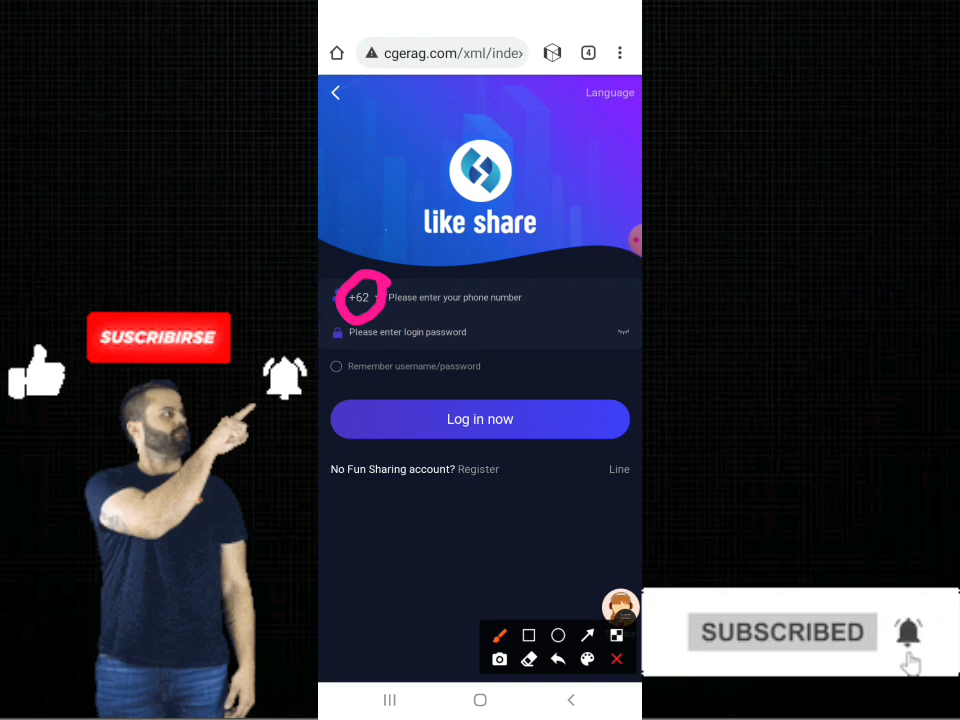 cgerag.com/xml/index
4
Language
like share
+62
Please enter your phone number
Please enter login password
Remember username/password
Log in now
No Fun Sharing account? Register
Line
SUSCRIBIRSE
SUBSCRIBED